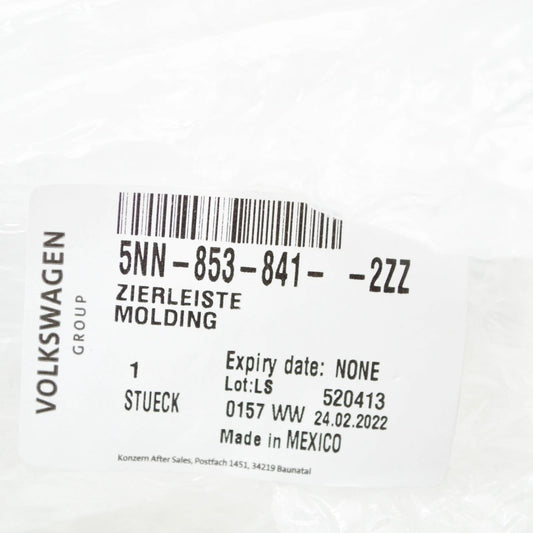 VOLKSWAGEN
GROUP
5NN-853-841- -2ZZ
ZIERLEISTE
MOLDING
1
STUECK
Expiry date: NONE
Lot:LS 520413
0157 WW 24.02.2022
Made in MEXICO
Konzern After Sales, Postfach 1451, 34219 Baunatal